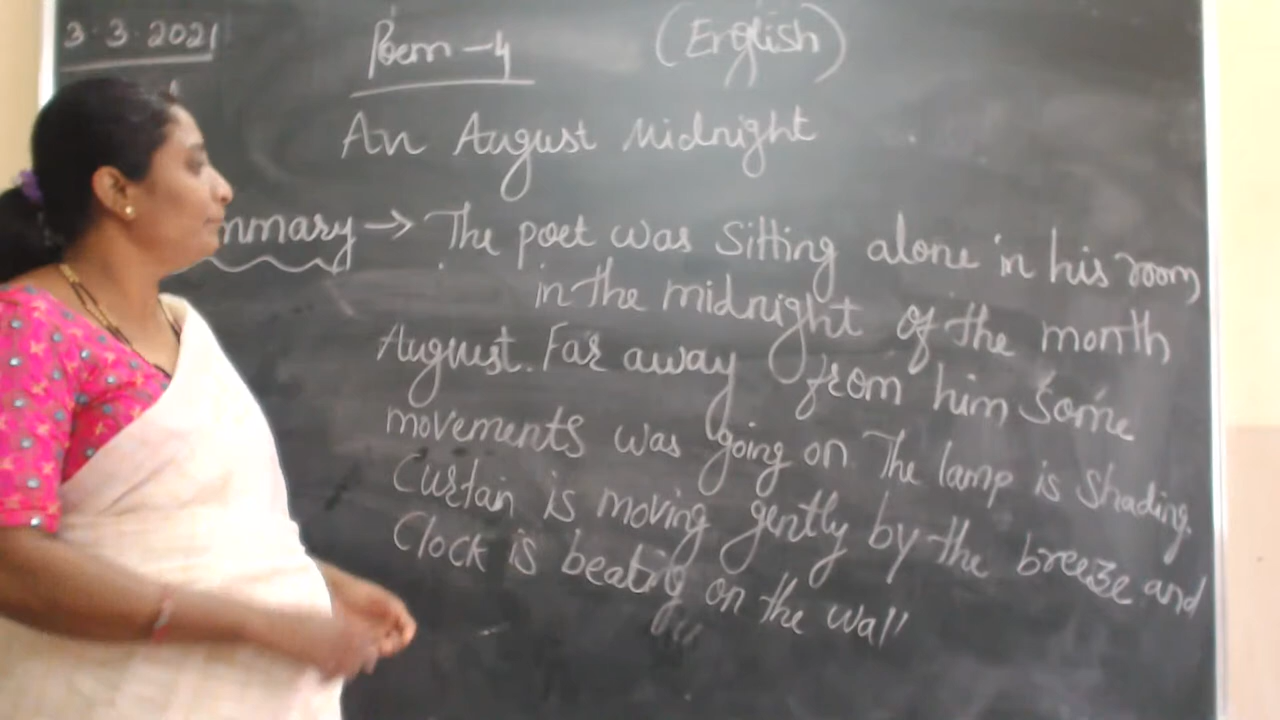 3.3.2021
Poem-4
(English)
An August Midnight
mmary → The poet was Sitting alone in his room,
in the midnight of the month
August. Far away from him Some
movements was going on. The lamp is Shading.
Curtain is moving gently by the breeze and
Clock is beating on the wall